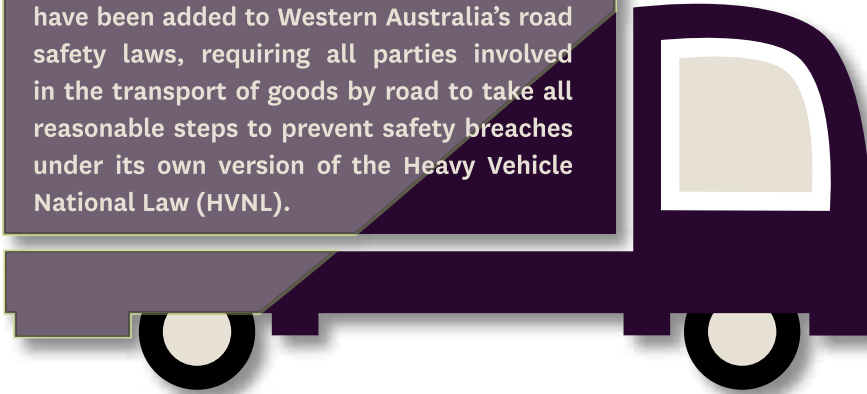 have been added to Western Australia’s road
safety laws, requiring all parties involved
in the transport of goods by road to take all
reasonable steps to prevent safety breaches
under its own version of the Heavy Vehicle
National Law (HVNL).